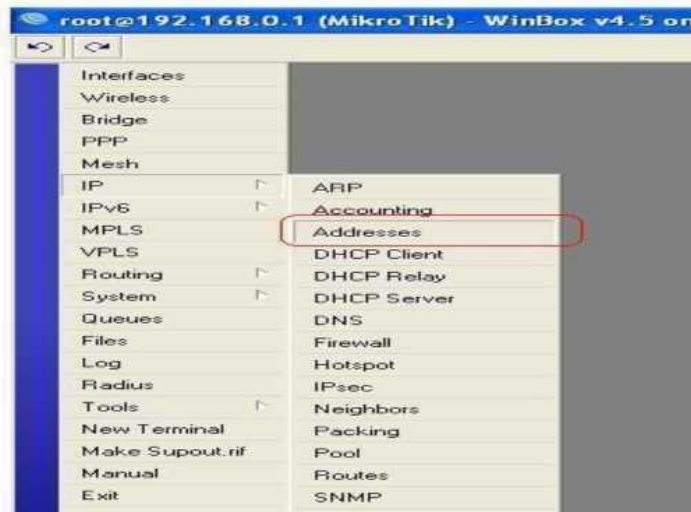 root@192.168.0.1 (MikroTik) - WinBox v4.5 on
Interfaces
Wireless
Bridge
PPP
Mesh
IP
IPv6
MPLS
VPLS
Routing
System
Queues
Files
Log
Radius
Tools
New Terminal
Make Supout.rif
Manual
Exit
ARP
Accounting
Addresses
DHCP Client
DHCP Relay
DHCP Server
DNS
Firewall
Hotspot
IPsec
Neighbors
Packing
Pool
Routes
SNMP